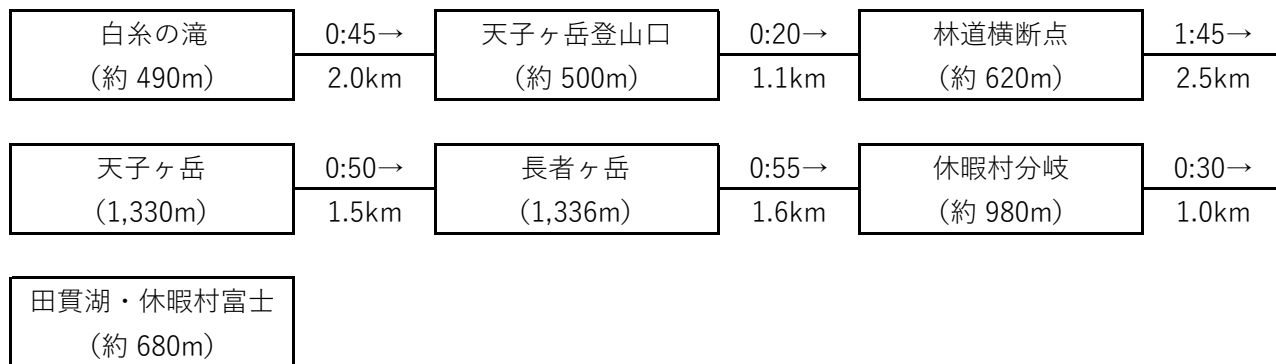 白糸の滝 0:45→ 天子ヶ岳登山口 0:20→ 林道横断点 1:45→
(約 490m) 2.0km (約 500m) 1.1km (約 620m) 2.5km
天子ヶ岳 0:50→ 長者ヶ岳 0:55→ 休暇村分岐 0:30→
(1,330m) 1.5km (1,336m) 1.6km (約 980m) 1.0km
田貫湖・休暇村富士
(約 680m)